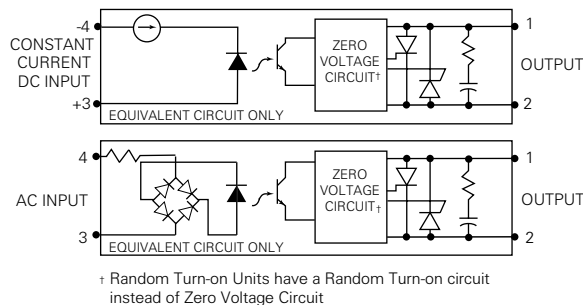 -4
CONSTANT
CURRENT
DC INPUT
+3
EQUIVALENT CIRCUIT ONLY
ZERO
VOLTAGE
CIRCUIT†
1
OUTPUT
2
4
AC INPUT
3
EQUIVALENT CIRCUIT ONLY
ZERO
VOLTAGE
CIRCUIT†
1
OUTPUT
2
† Random Turn-on Units have a Random Turn-on circuit
instead of Zero Voltage Circuit